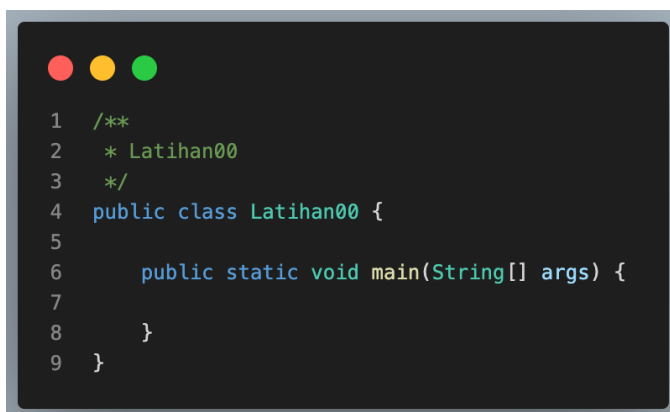 1 /**
2  * Latihan00
3  */
4 public class Latihan00 {
5
6     public static void main(String[] args) {
7
8     }
9 }